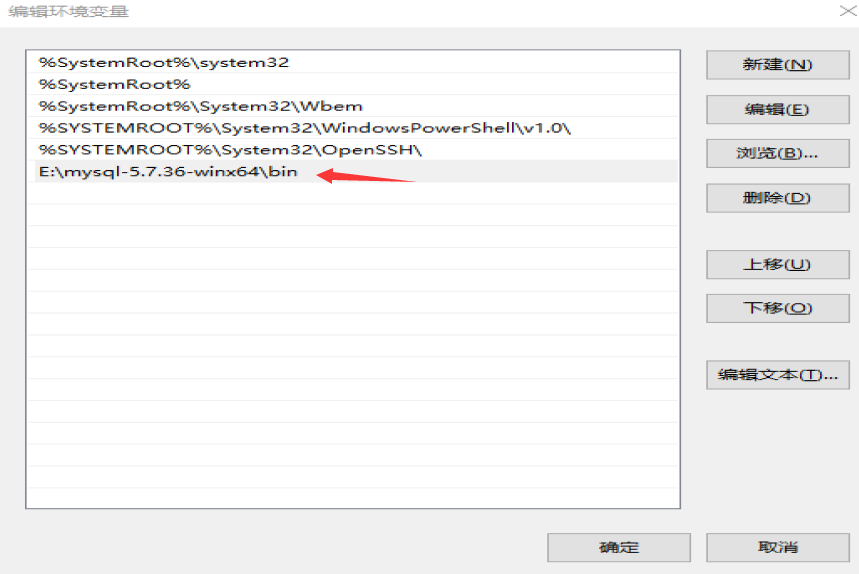 编辑环境变量
%SystemRoot%\system32
%SystemRoot%
%SystemRoot%\System32\Wbem
%SYSTEMROOT%\System32\WindowsPowerShell\v1.0\
%SYSTEMROOT%\System32\OpenSSH\
E:\mysql-5.7.36-winx64\bin
新建(N)
编辑(E)
浏览(B)...
删除(D)
上移(U)
下移(O)
编辑文本(T)...
确定
取消